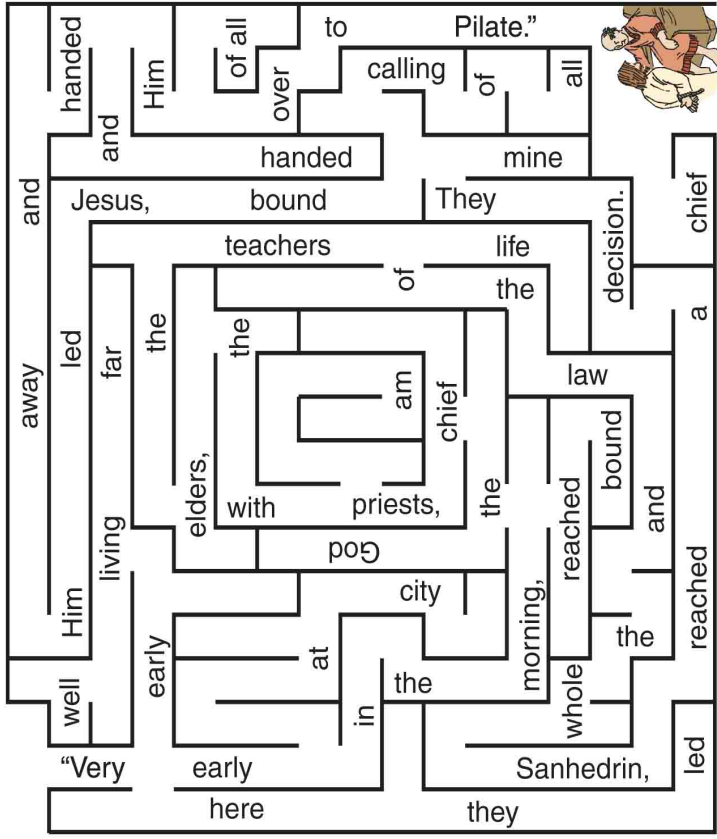 to Pilate.”
handed
Him
of all
over
calling
of
all
and
handed
mine
and
Jesus, bound They
chief
decision.
teachers life
of
the
a
led
far
the
the
away
am
chief
law
elders,
with priests,
the
reached
bound
and
living
God
city
morning,
Him
early
at
the
reached
well
in
the
whole
“Very early
Sanhedrin,
led
here they